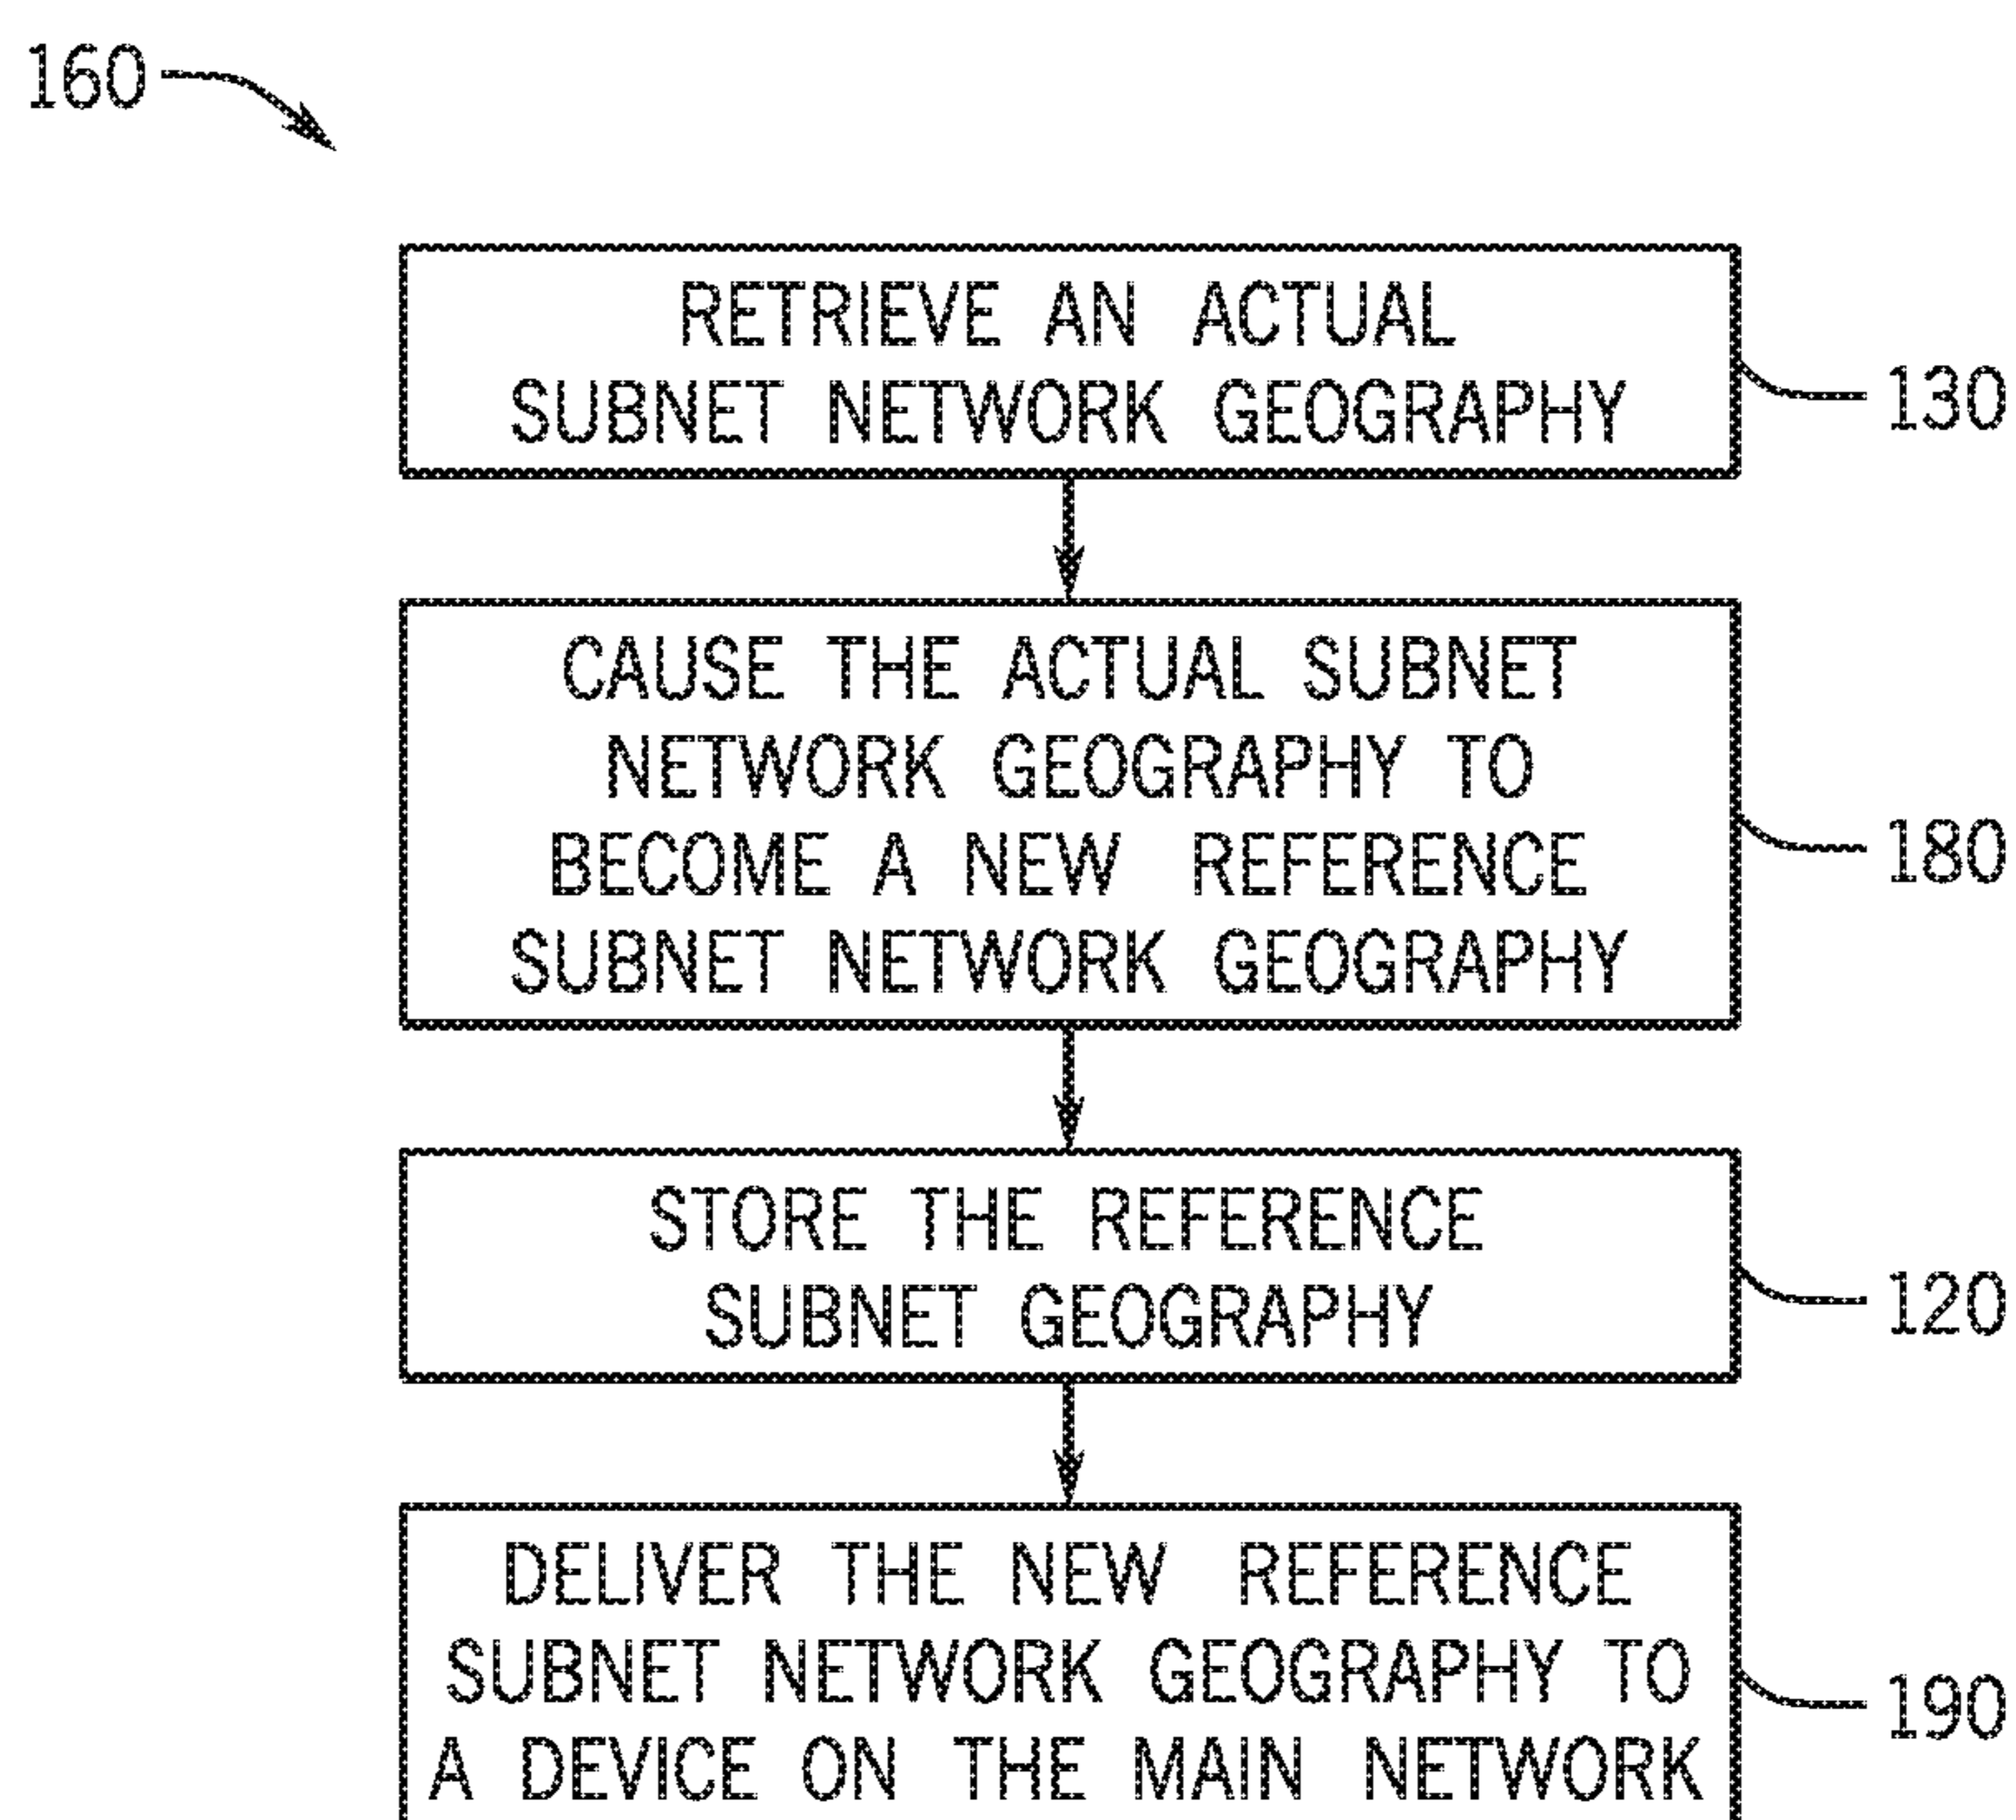 160
RETRIEVE AN ACTUAL
SUBNET NETWORK GEOGRAPHY
130
CAUSE THE ACTUAL SUBNET
NETWORK GEOGRAPHY TO
BECOME A NEW REFERENCE
SUBNET NETWORK GEOGRAPHY
180
STORE THE REFERENCE
SUBNET GEOGRAPHY
120
DELIVER THE NEW REFERENCE
SUBNET NETWORK GEOGRAPHY TO
A DEVICE ON THE MAIN NETWORK
190